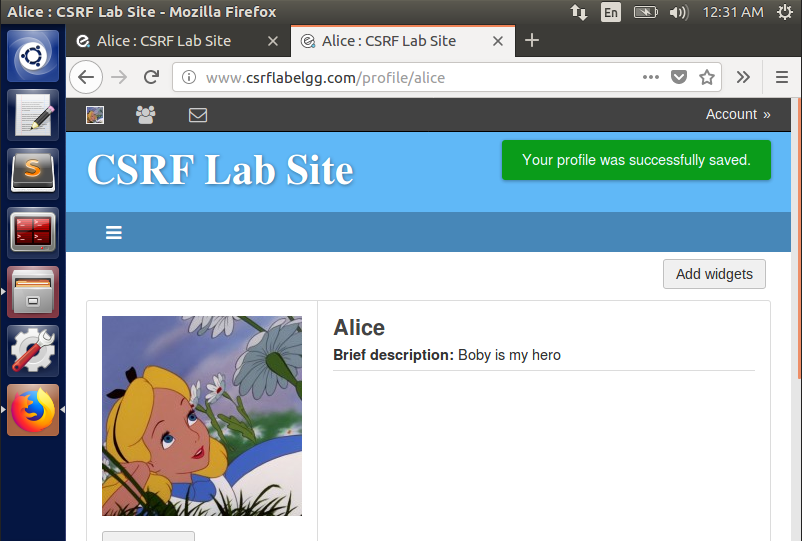 Alice : CSRF Lab Site - Mozilla Firefox
En
12:31 AM
Alice : CSRF Lab Site
Alice : CSRF Lab Site
www.csrflabelgg.com/profile/alice
Account »
CSRF Lab Site
Your profile was successfully saved.
Add widgets
Alice
Brief description: Boby is my hero